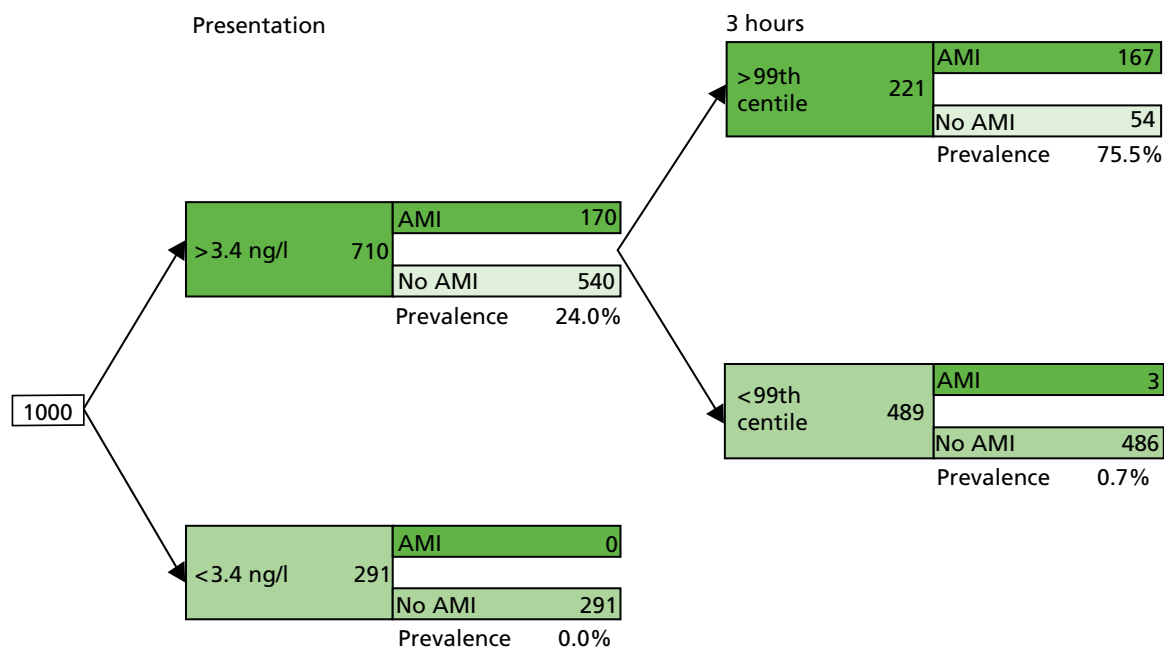 Presentation
3 hours
>99th
centile
221
AMI 167
No AMI 54
Prevalence 75.5%
>3.4 ng/l 710
AMI 170
No AMI 540
Prevalence 24.0%
1000
<99th
centile
489
AMI 3
No AMI 486
Prevalence 0.7%
<3.4 ng/l 291
AMI 0
No AMI 291
Prevalence 0.0%